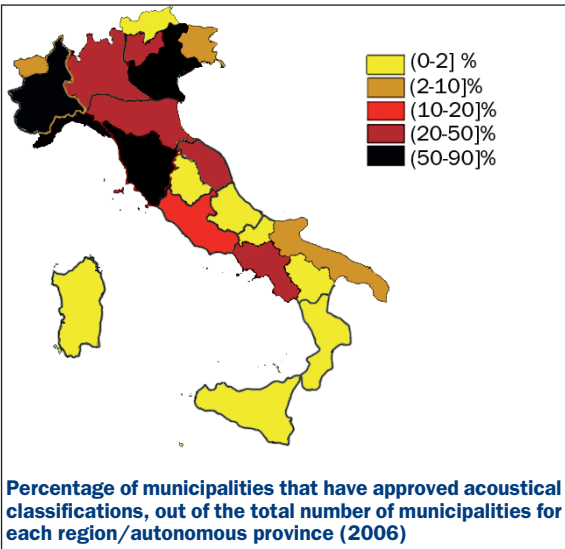 (0-2] %
(2-10]%
(10-20]%
(20-50]%
(50-90]%
Percentage of municipalities that have approved acoustical
classifications, out of the total number of municipalities for
each region/autonomous province (2006)